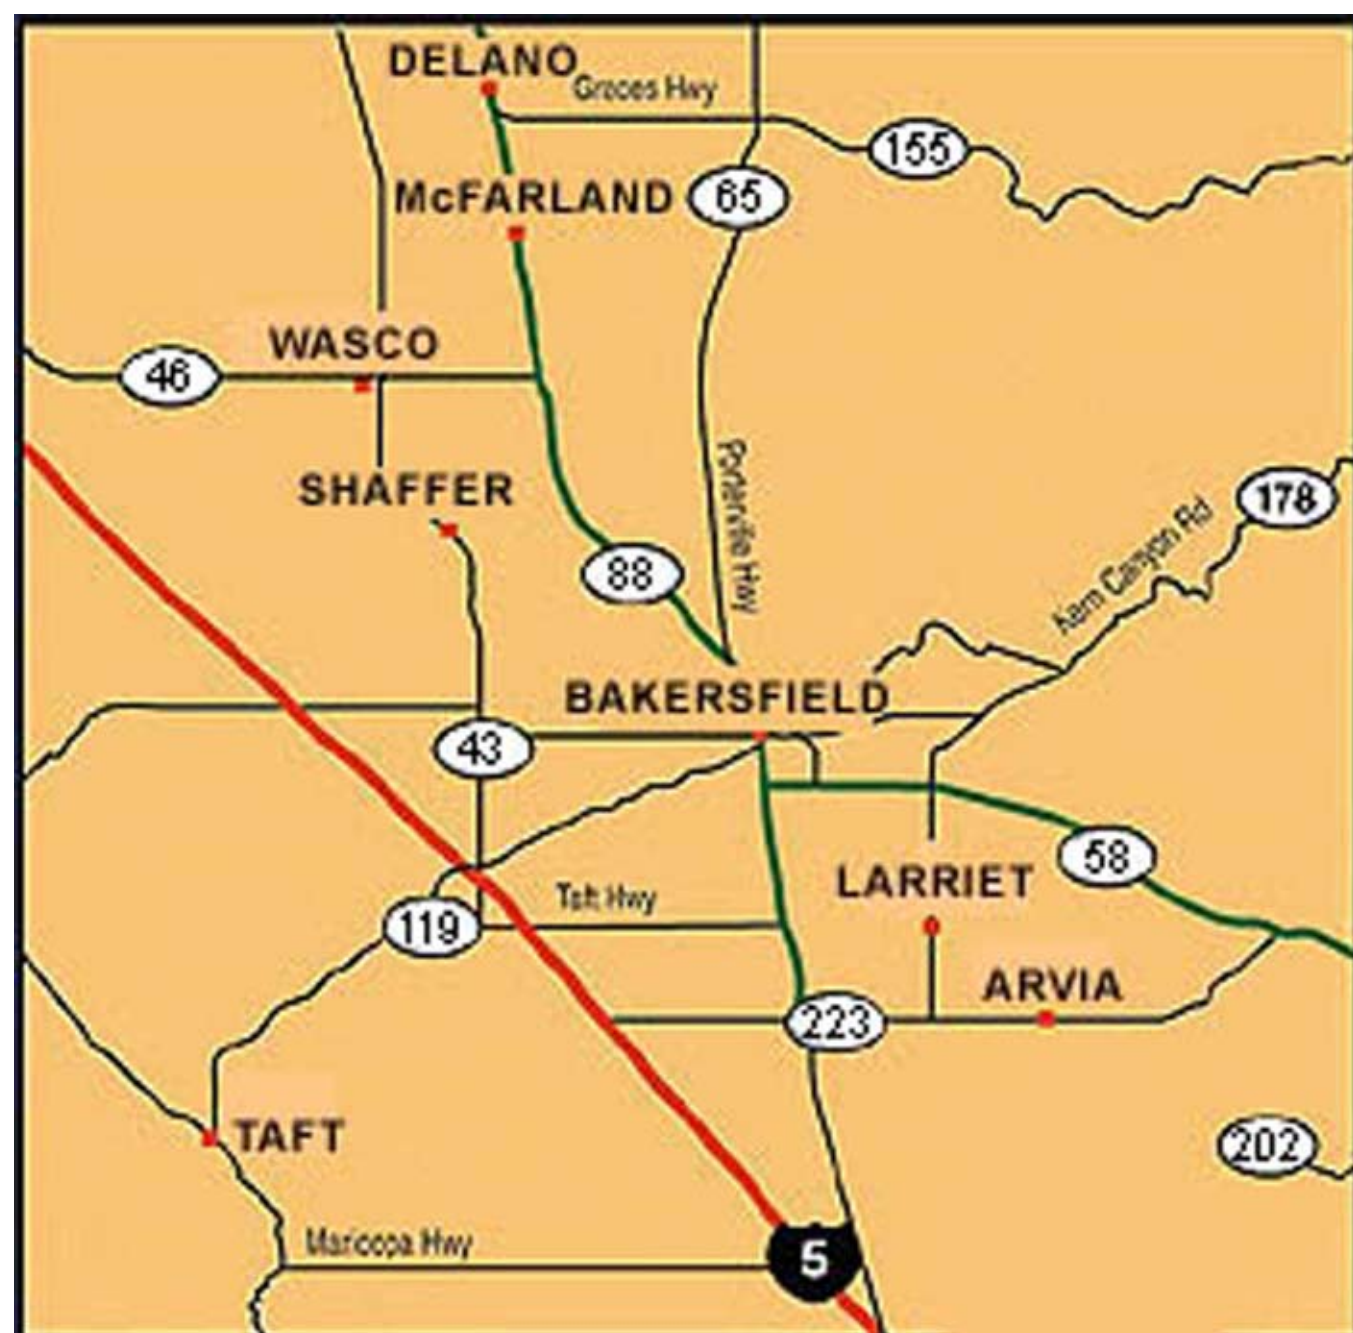 DELANO
Graces Hwy
155
McFARLAND
65
WASCO
46
SHAFFER
178
Porterville Hwy
Kern Canyon Rd
88
BAKERSFIELD
43
58
LARRIET
Taft Hwy
119
ARVIA
223
TAFT
202
Maricopa Hwy
5